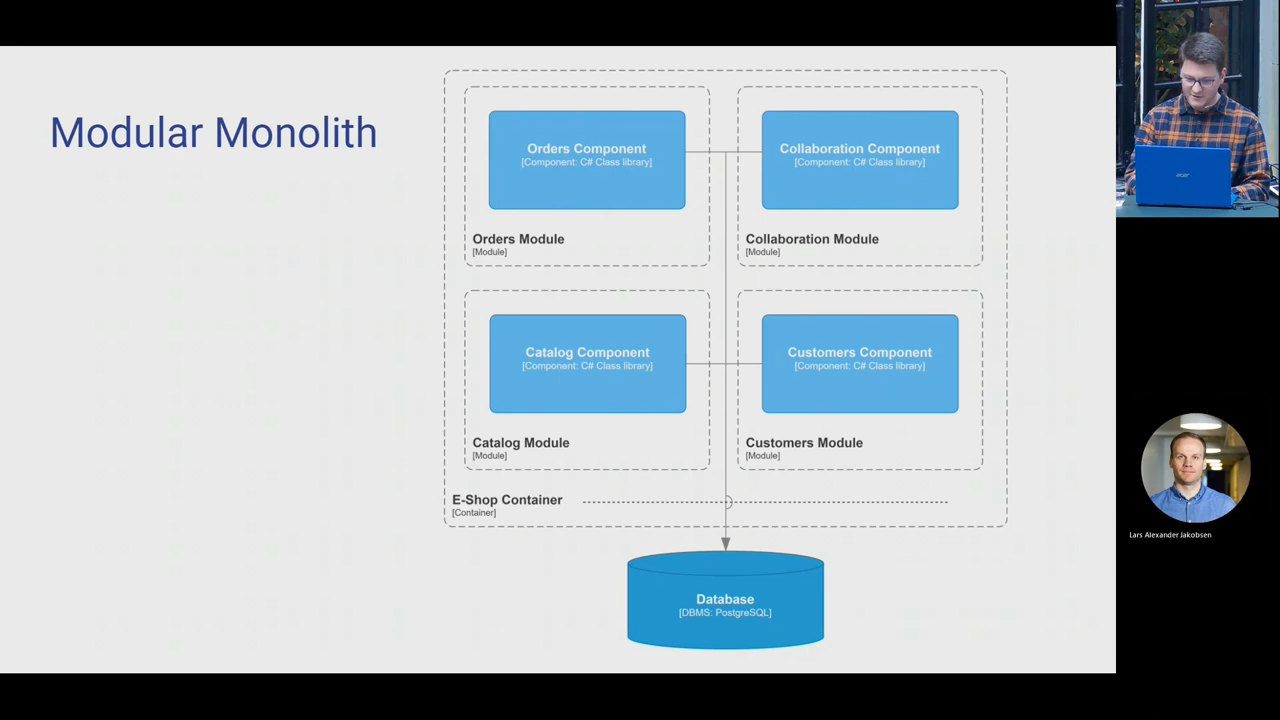 Modular Monolith
Orders Component
[Component: C# Class library]
Collaboration Component
[Component: C# Class library]
Orders Module
[Module]
Collaboration Module
[Module]
Catalog Component
[Component: C# Class library]
Customers Component
[Component: C# Class library]
Catalog Module
[Module]
Customers Module
[Module]
E-Shop Container
[Container]
Database
[DBMS: PostgreSQL]
acer
Lars Alexander Jakobsen